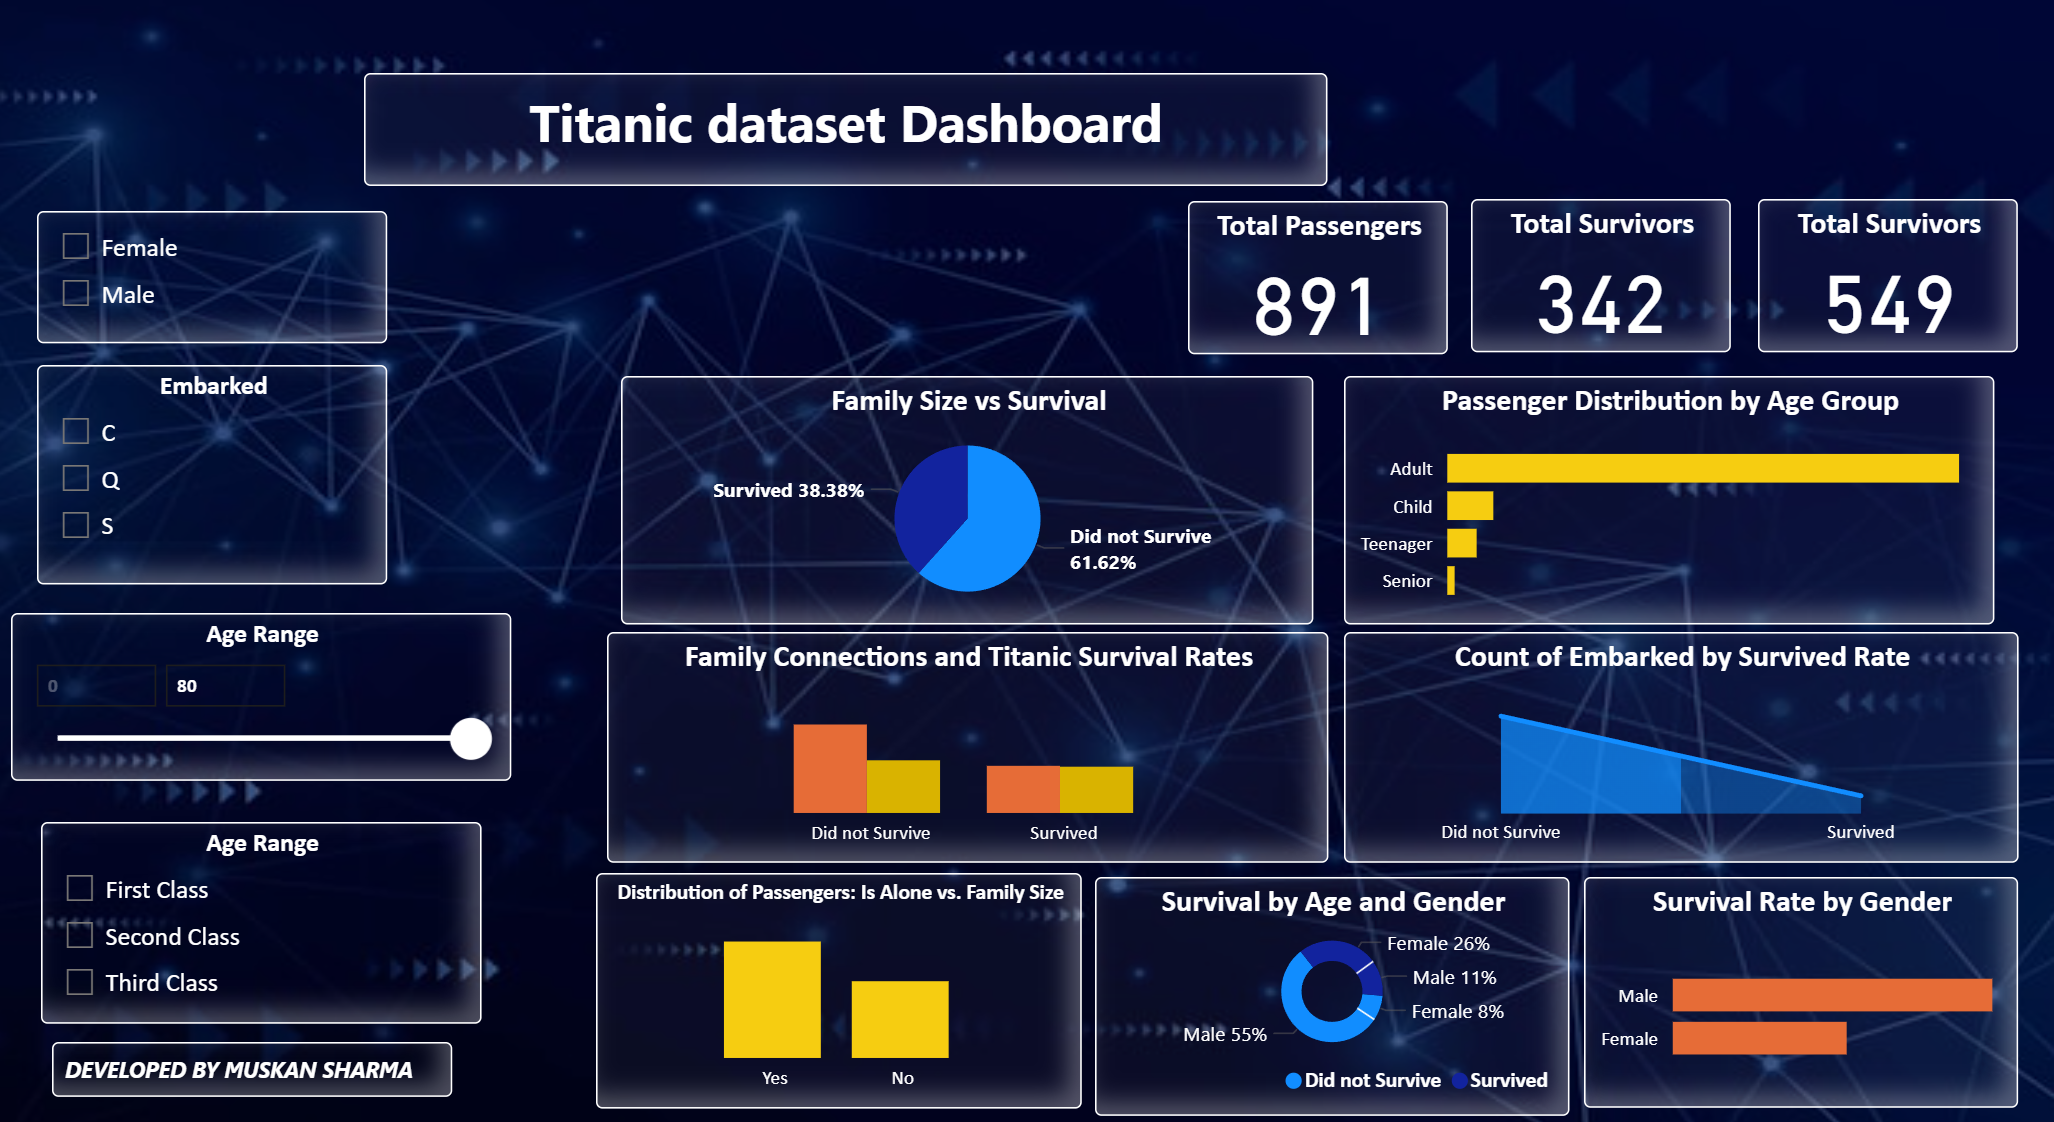 Titanic dataset Dashboard
Female
Male
Embarked
C
Q
S
Age Range
0
80
Age Range
First Class
Second Class
Third Class
DEVELOPED BY MUSKAN SHARMA
Total Passengers
891
Total Survivors
342
Total Survivors
549
Family Size vs Survival
Survived 38.38%
Did not Survive
61.62%
Passenger Distribution by Age Group
Adult
Child
Teenager
Senior
Family Connections and Titanic Survival Rates
Did not Survive
Survived
Count of Embarked by Survived Rate
Did not Survive
Survived
Distribution of Passengers: Is Alone vs. Family Size
Yes
No
Survival by Age and Gender
Female 26%
Male 11%
Female 8%
Male 55%
Did not Survive
Survived
Survival Rate by Gender
Male
Female